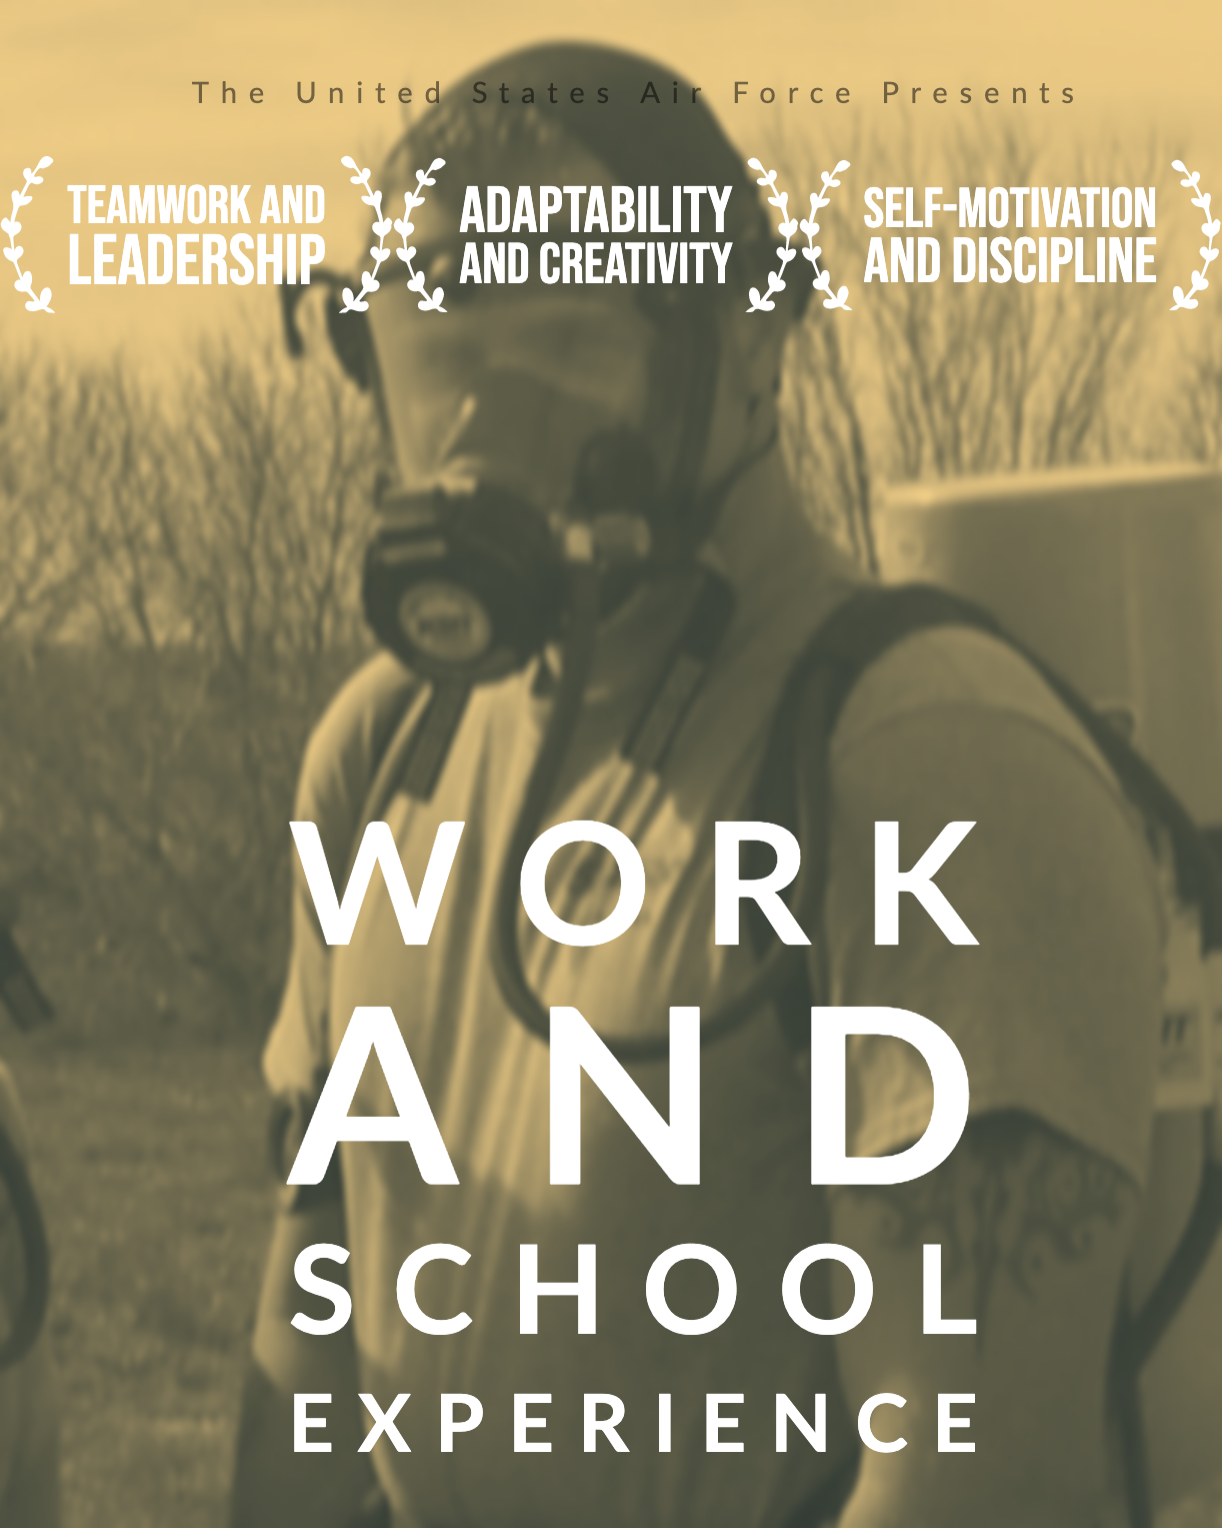 The United States Air Force Presents
TEAMWORK AND
LEADERSHIP
ADAPTABILITY
AND CREATIVITY
SELF-MOTIVATION
AND DISCIPLINE
WORK
AND
SCHOOL
EXPERIENCE